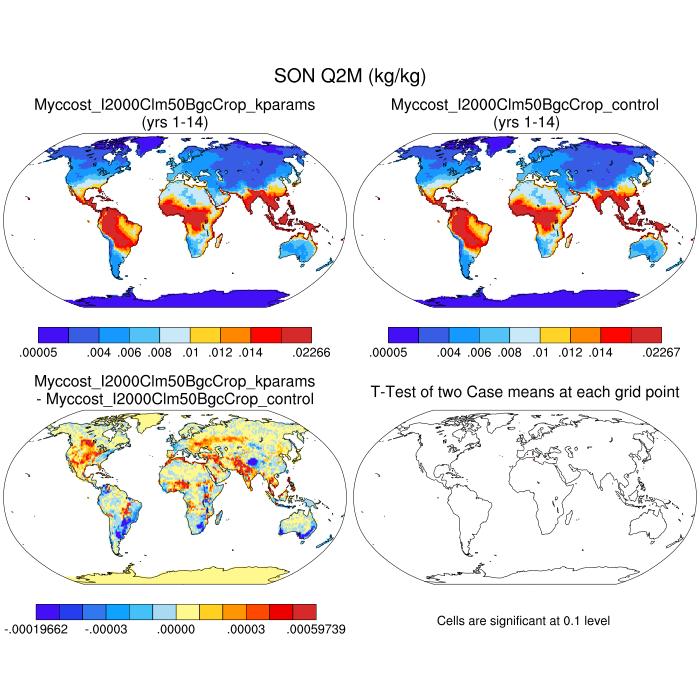 SON Q2M (kg/kg)
Myccost_I2000Clm50BgcCrop_kparams
(yrs 1-14)
Myccost_I2000Clm50BgcCrop_control
(yrs 1-14)
.00005 .004 .006 .008 .01 .012 .014 .02266
.00005 .004 .006 .008 .01 .012 .014 .02267
Myccost_I2000Clm50BgcCrop_kparams
- Myccost_I2000Clm50BgcCrop_control
T-Test of two Case means at each grid point
-.00019662 -.00003 .00000 .00003 .00059739
Cells are significant at 0.1 level